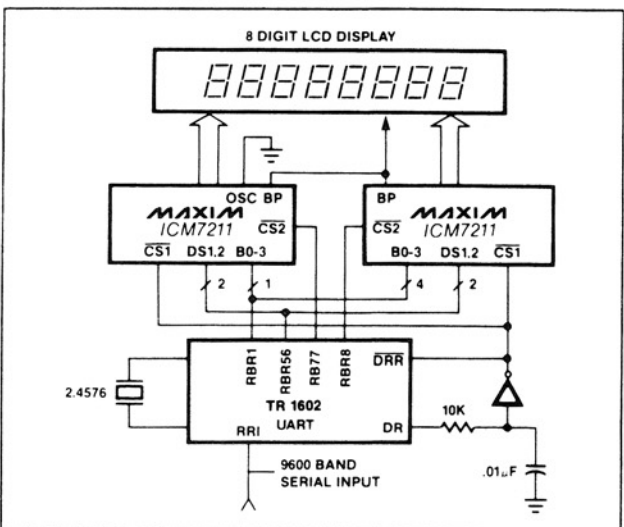 8 DIGIT LCD DISPLAY
OSC BP
BP
MAXIM
ICM7211
CS2
CS1 DS1,2 B0-3
MAXIM
ICM7211
CS2
B0-3 DS1,2 CS1
2
1
4
2
RBR1
RBR56
RB77
RBR8
DRR
2.4576
TR 1602
UART
RRI
DR
10K
.01µF
9600 BAND
SERIAL INPUT